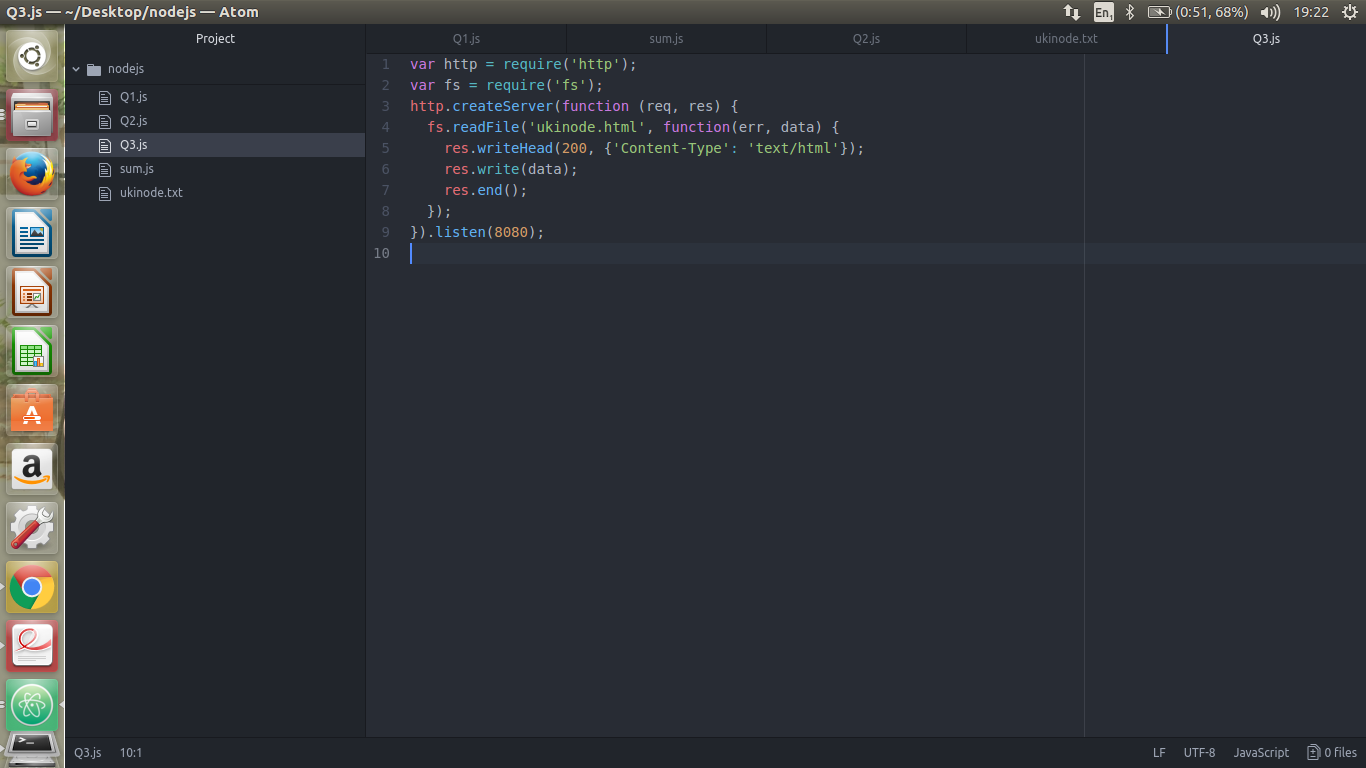 Q3.js — ~/Desktop/nodejs — Atom
En1
(0:51, 68%)
19:22
Project
Q1.js
sum.js
Q2.js
ukinode.txt
Q3.js
nodejs
Q1.js
Q2.js
Q3.js
sum.js
ukinode.txt
1 var http = require('http');
2 var fs = require('fs');
3 http.createServer(function (req, res) {
4   fs.readFile('ukinode.html', function(err, data) {
5     res.writeHead(200, {'Content-Type': 'text/html'});
6     res.write(data);
7     res.end();
8   });
9 }).listen(8080);
10
A
a
>_
Q3.js 10:1
LF UTF-8 JavaScript 0 files